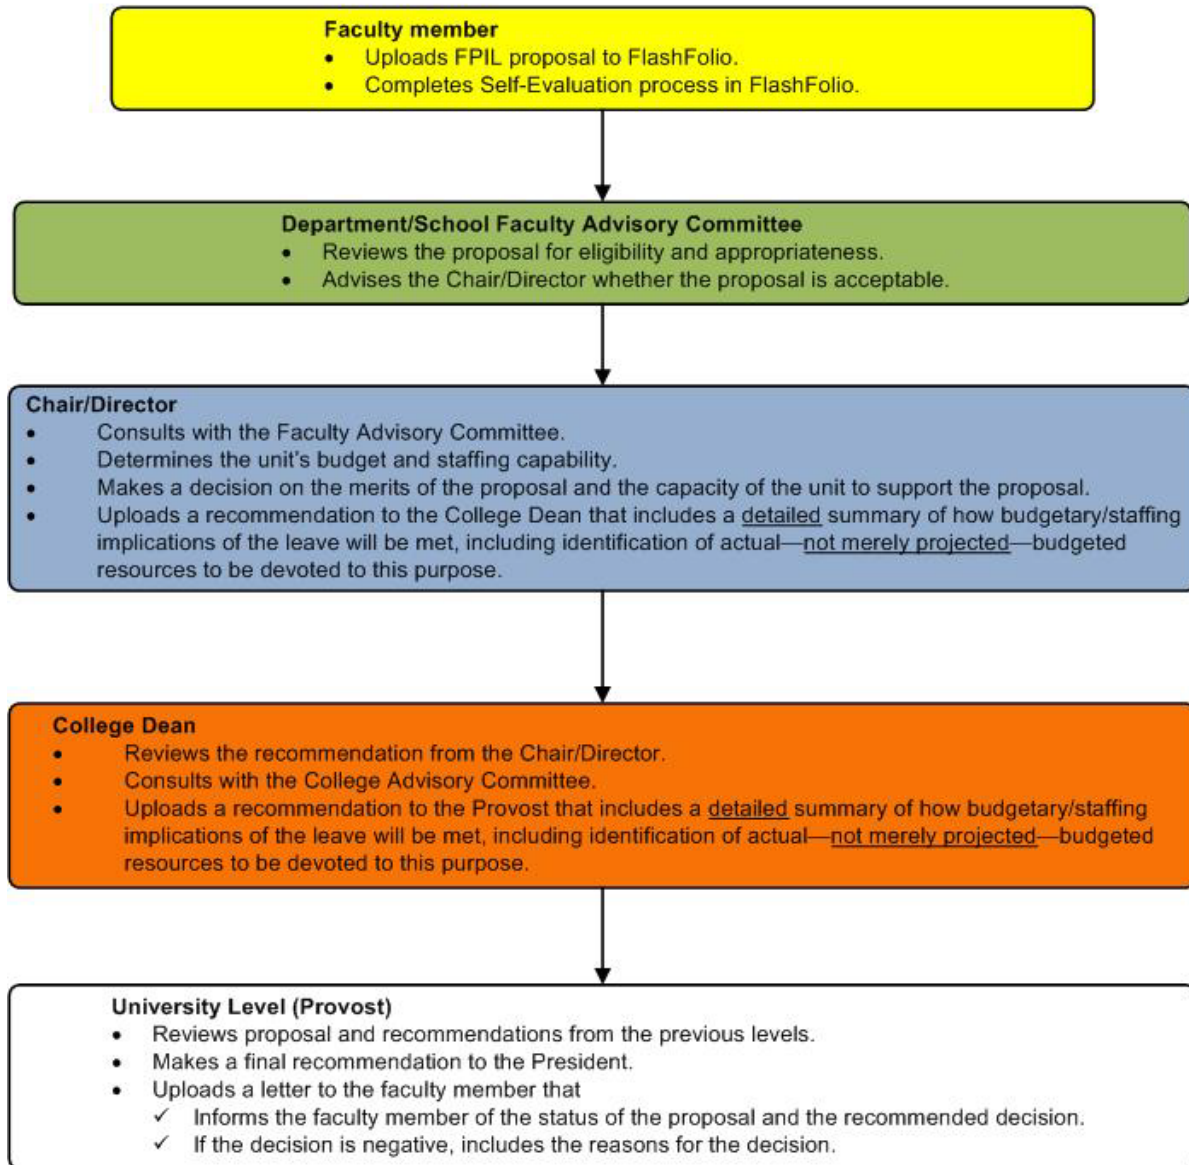 Faculty member
• Uploads FPIL proposal to FlashFolio.
• Completes Self-Evaluation process in FlashFolio.
Department/School Faculty Advisory Committee
• Reviews the proposal for eligibility and appropriateness.
• Advises the Chair/Director whether the proposal is acceptable.
Chair/Director
• Consults with the Faculty Advisory Committee.
• Determines the unit's budget and staffing capability.
• Makes a decision on the merits of the proposal and the capacity of the unit to support the proposal.
• Uploads a recommendation to the College Dean that includes a detailed summary of how budgetary/staffing
implications of the leave will be met, including identification of actual—not merely projected—budgeted
resources to be devoted to this purpose.
College Dean
• Reviews the recommendation from the Chair/Director.
• Consults with the College Advisory Committee.
• Uploads a recommendation to the Provost that includes a detailed summary of how budgetary/staffing
implications of the leave will be met, including identification of actual—not merely projected—budgeted
resources to be devoted to this purpose.
University Level (Provost)
• Reviews proposal and recommendations from the previous levels.
• Makes a final recommendation to the President.
• Uploads a letter to the faculty member that
✓ Informs the faculty member of the status of the proposal and the recommended decision.
✓ If the decision is negative, includes the reasons for the decision.